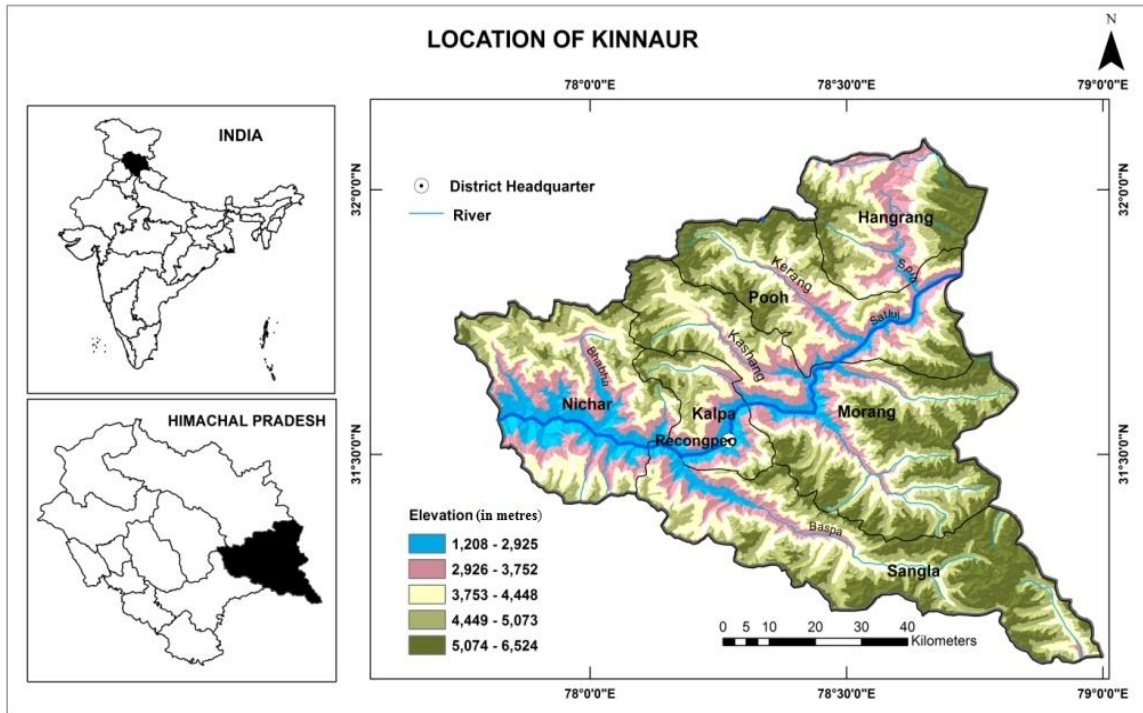 LOCATION OF KINNAUR
N
INDIA
HIMACHAL PRADESH
78°0'0"E
78°30'0"E
79°0'0"E
32°0'0"N
31°30'0"N
District Headquarter
River
Hangrang
Spiti
Kerang
Pooh
Satluj
Kashang
Bhabha
Nichar
Kalpa
Morang
Recongpeo
Baspa
Sangla
Elevation (in metres)
1,208 - 2,925
2,926 - 3,752
3,753 - 4,448
4,449 - 5,073
5,074 - 6,524
0 5 10 20 30 40
Kilometers
32°0'0"N
31°30'0"N
78°0'0"E
78°30'0"E
79°0'0"E